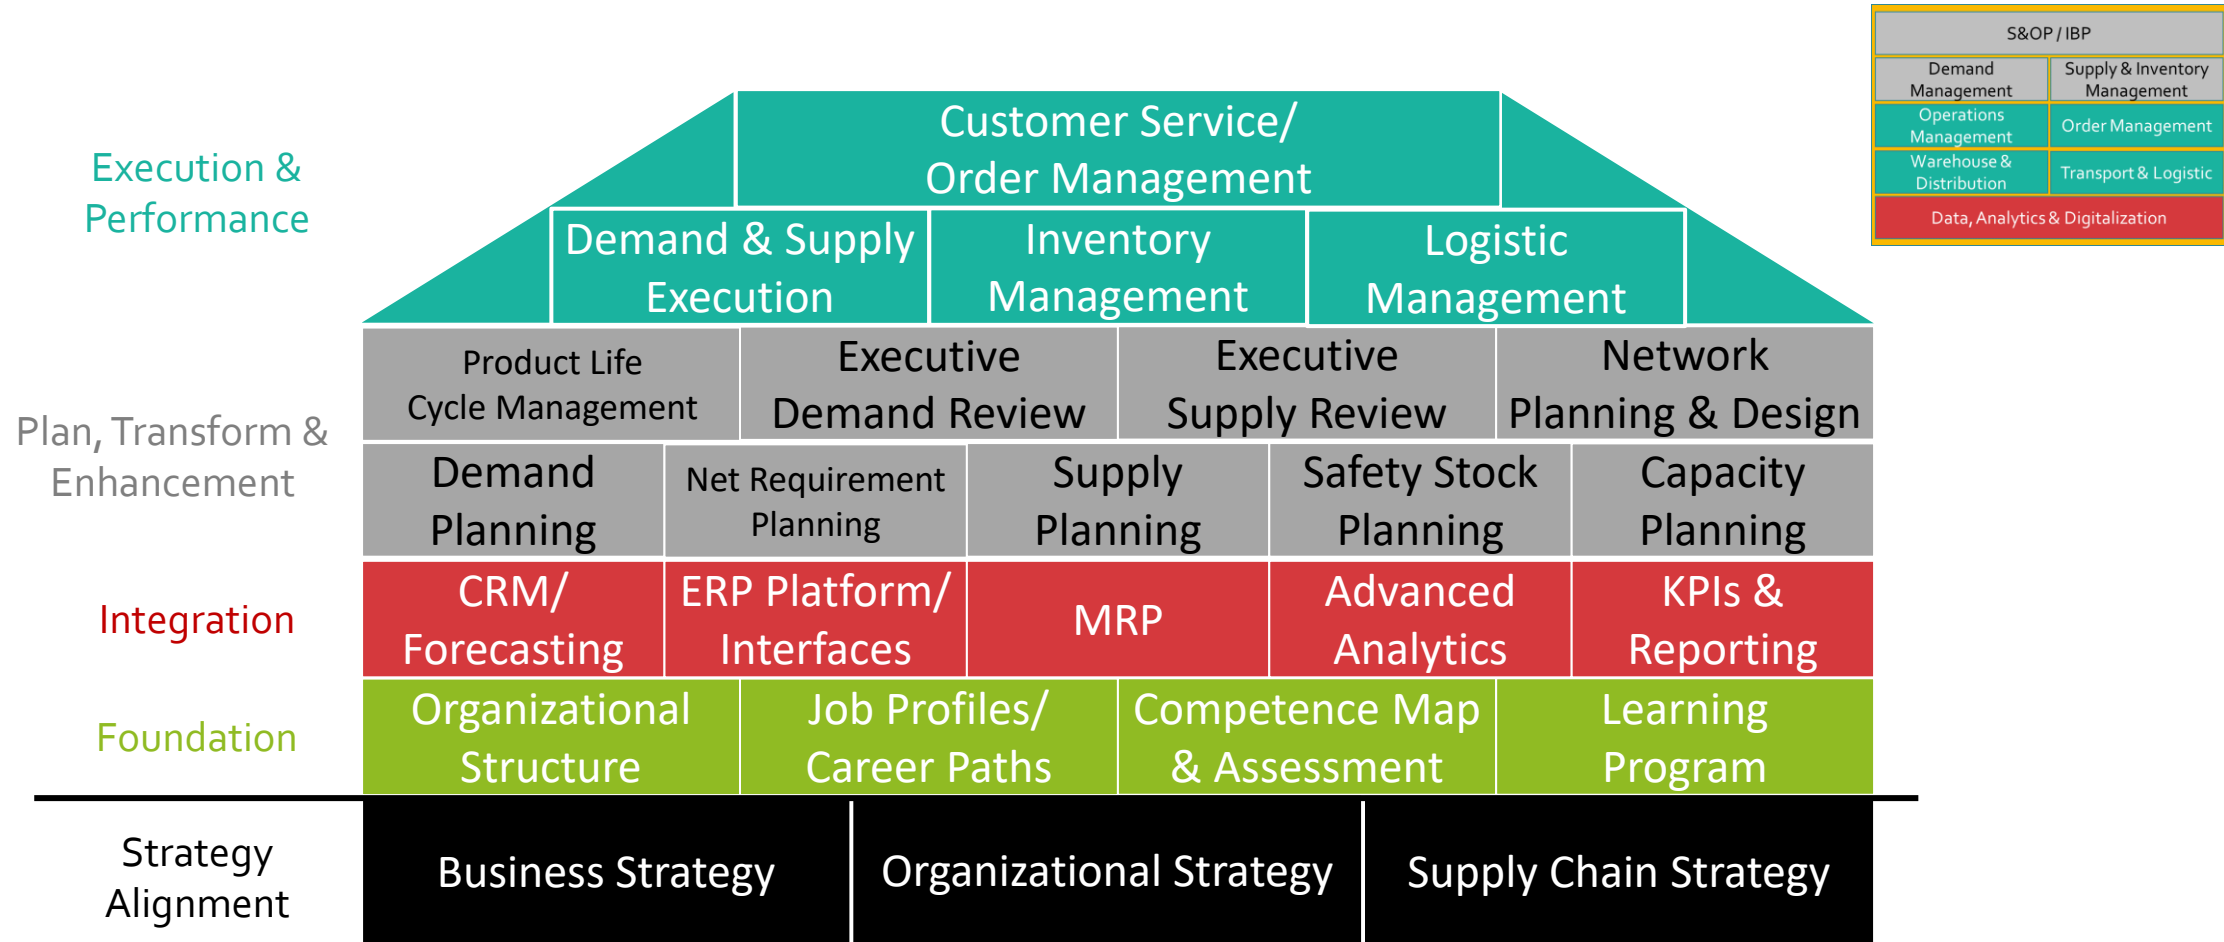 S&OP / IBP
Demand
Management
Supply & Inventory
Management
Operations
Management
Order Management
Warehouse &
Distribution
Transport & Logistic
Data, Analytics & Digitalization
Execution &
Performance
Customer Service/
Order Management
Demand & Supply
Execution
Inventory
Management
Logistic
Management
Plan, Transform &
Enhancement
Product Life
Cycle Management
Executive
Demand Review
Executive
Supply Review
Network
Planning & Design
Demand
Planning
Net Requirement
Planning
Supply
Planning
Safety Stock
Planning
Capacity
Planning
Integration
CRM/
Forecasting
ERP Platform/
Interfaces
MRP
Advanced
Analytics
KPIs &
Reporting
Foundation
Organizational
Structure
Job Profiles/
Career Paths
Competence Map
& Assessment
Learning
Program
Strategy
Alignment
Business Strategy
Organizational Strategy
Supply Chain Strategy